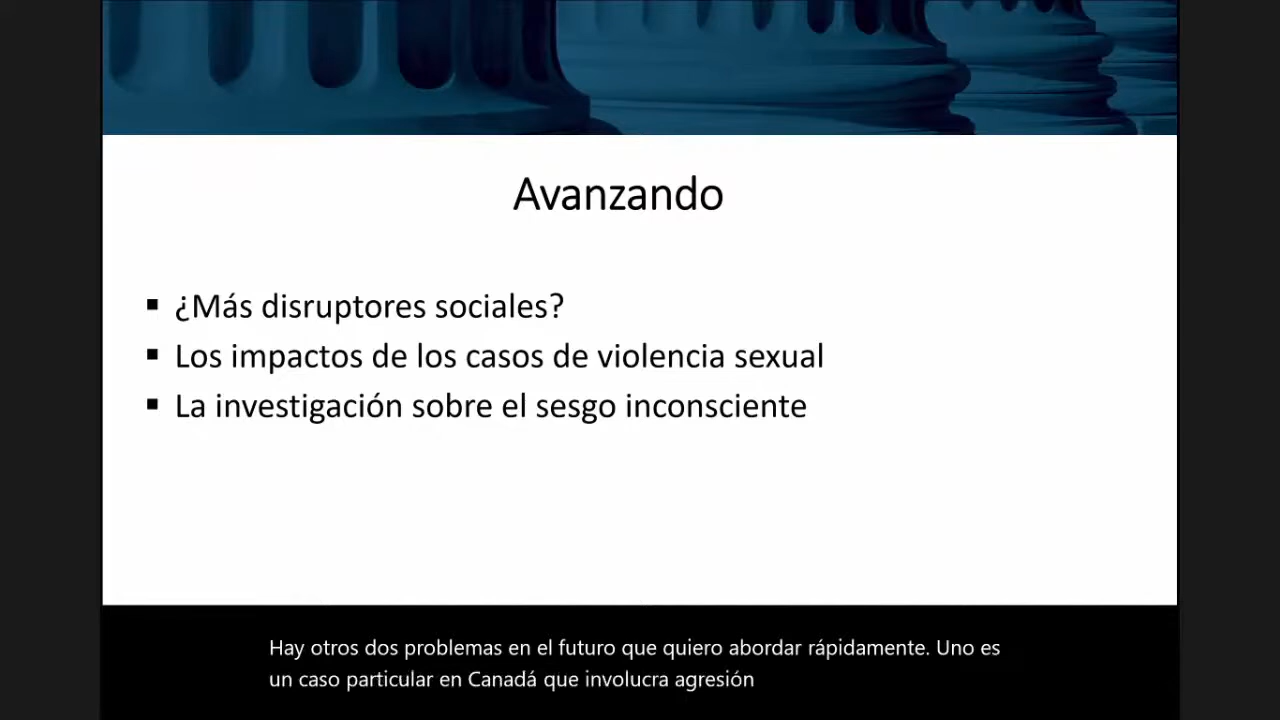 Avanzando
▪ ¿Más disruptores sociales?
▪ Los impactos de los casos de violencia sexual
▪ La investigación sobre el sesgo inconsciente
Hay otros dos problemas en el futuro que quiero abordar rápidamente. Uno es
un caso particular en Canadá que involucra agresión